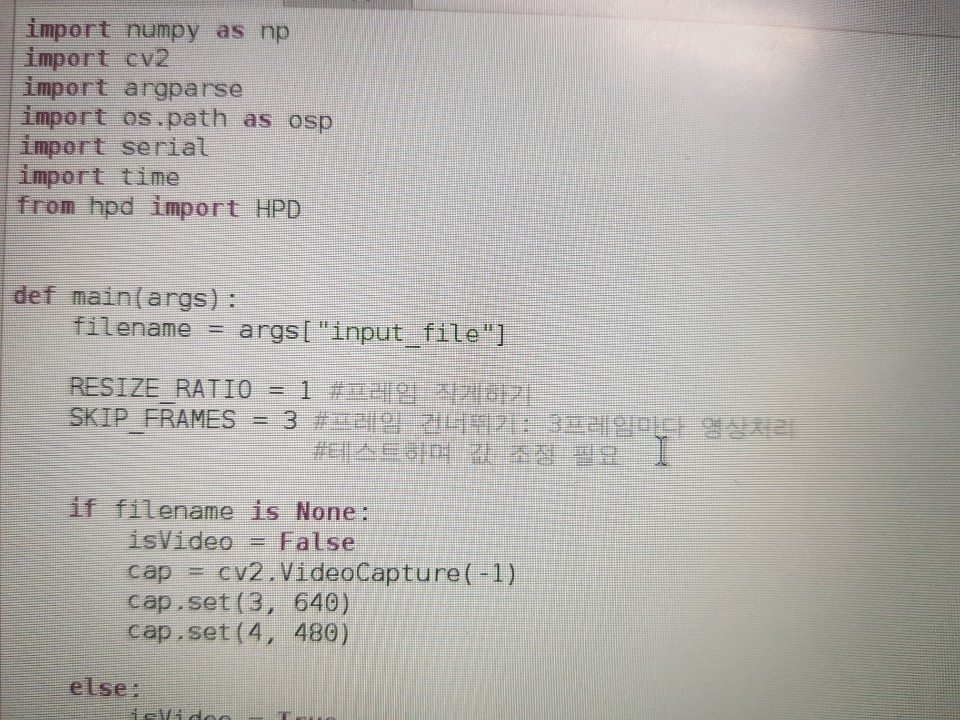 import numpy as np
import cv2
import argparse
import os.path as osp
import serial
import time
from hpd import HPD
def main(args):
filename = args["input_file"]
RESIZE_RATIO = 1 #프레임 작게하기
SKIP_FRAMES = 3 #프레임 건너뛰기: 3프레임마다 영상처리
#테스트하며 값 조정 필요
if filename is None:
isVideo = False
cap = cv2.VideoCapture(-1)
cap.set(3, 640)
cap.set(4, 480)
else:
isVideo = True